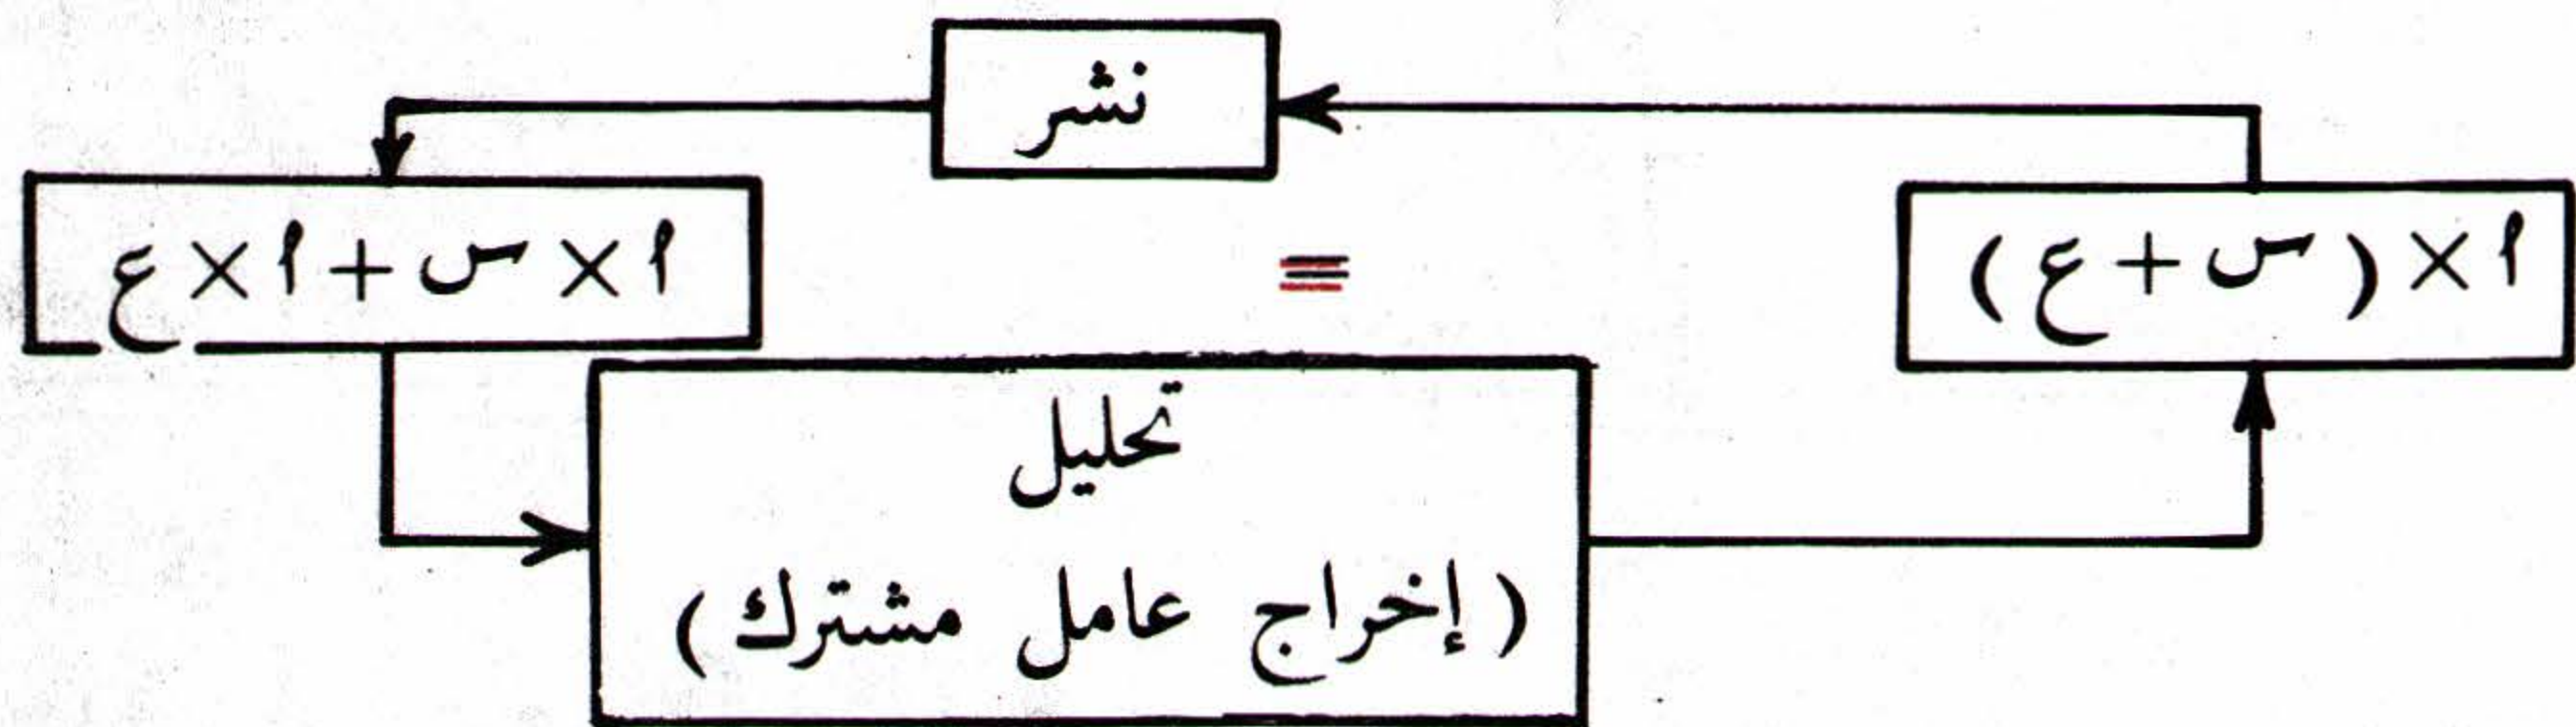 نشر
ا × ( س + ع )
=
ا × س + ا × ع
تحليل
( إخراج عامل مشترك )